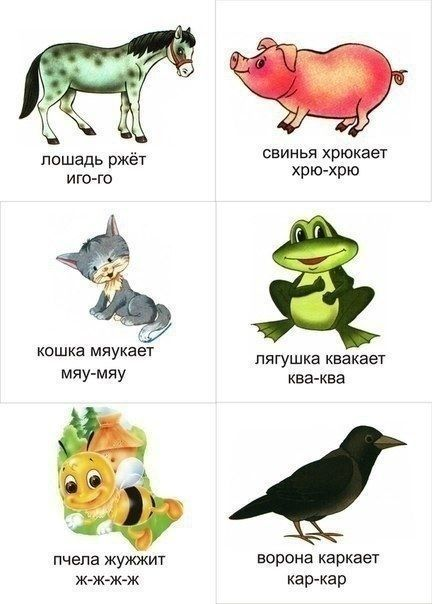 лошадь ржёт
иго-го
свинья хрюкает
хрю-хрю
кошка мяукает
мяу-мяу
лягушка квакает
ква-ква
пчела жужжит
ж-ж-ж-ж
ворона каркает
кар-кар